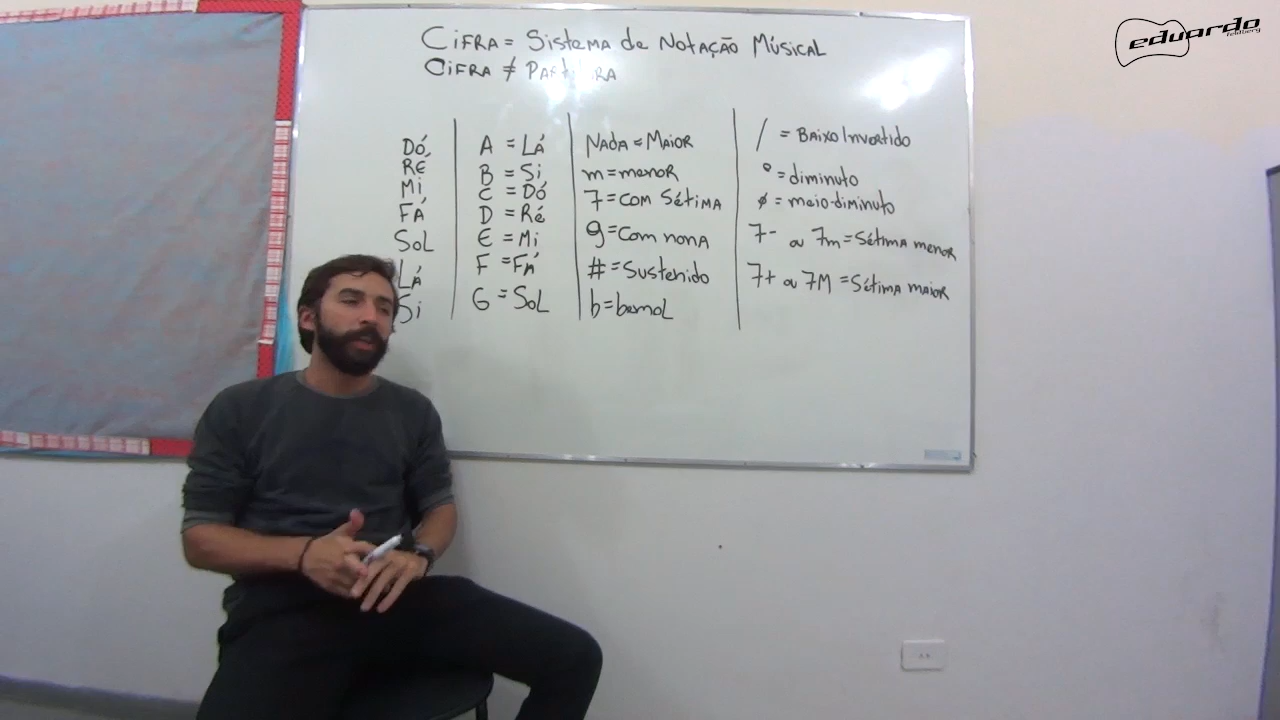 CiFRA = Sistema de NotaÇÃO MúsicaL
CiFRA ≠ Partitura
Dó
RÉ
Mi
FÁ
SoL
LÁ
Si
A = LÁ
B = Si
C = Dó
D = Ré
E = Mi
F = FÁ
G = SoL
NADA = MAioR
m = menoR
7 = COM SÉtimA
9 = Com nonA
# = Sustenido
b = bemoL
/ = BAixo InveRtido
° = diminuto
ø = meio-diminuto
7- ou 7m = Sétima menor
7+ ou 7M = Sétima maior
eduardo
feldberg